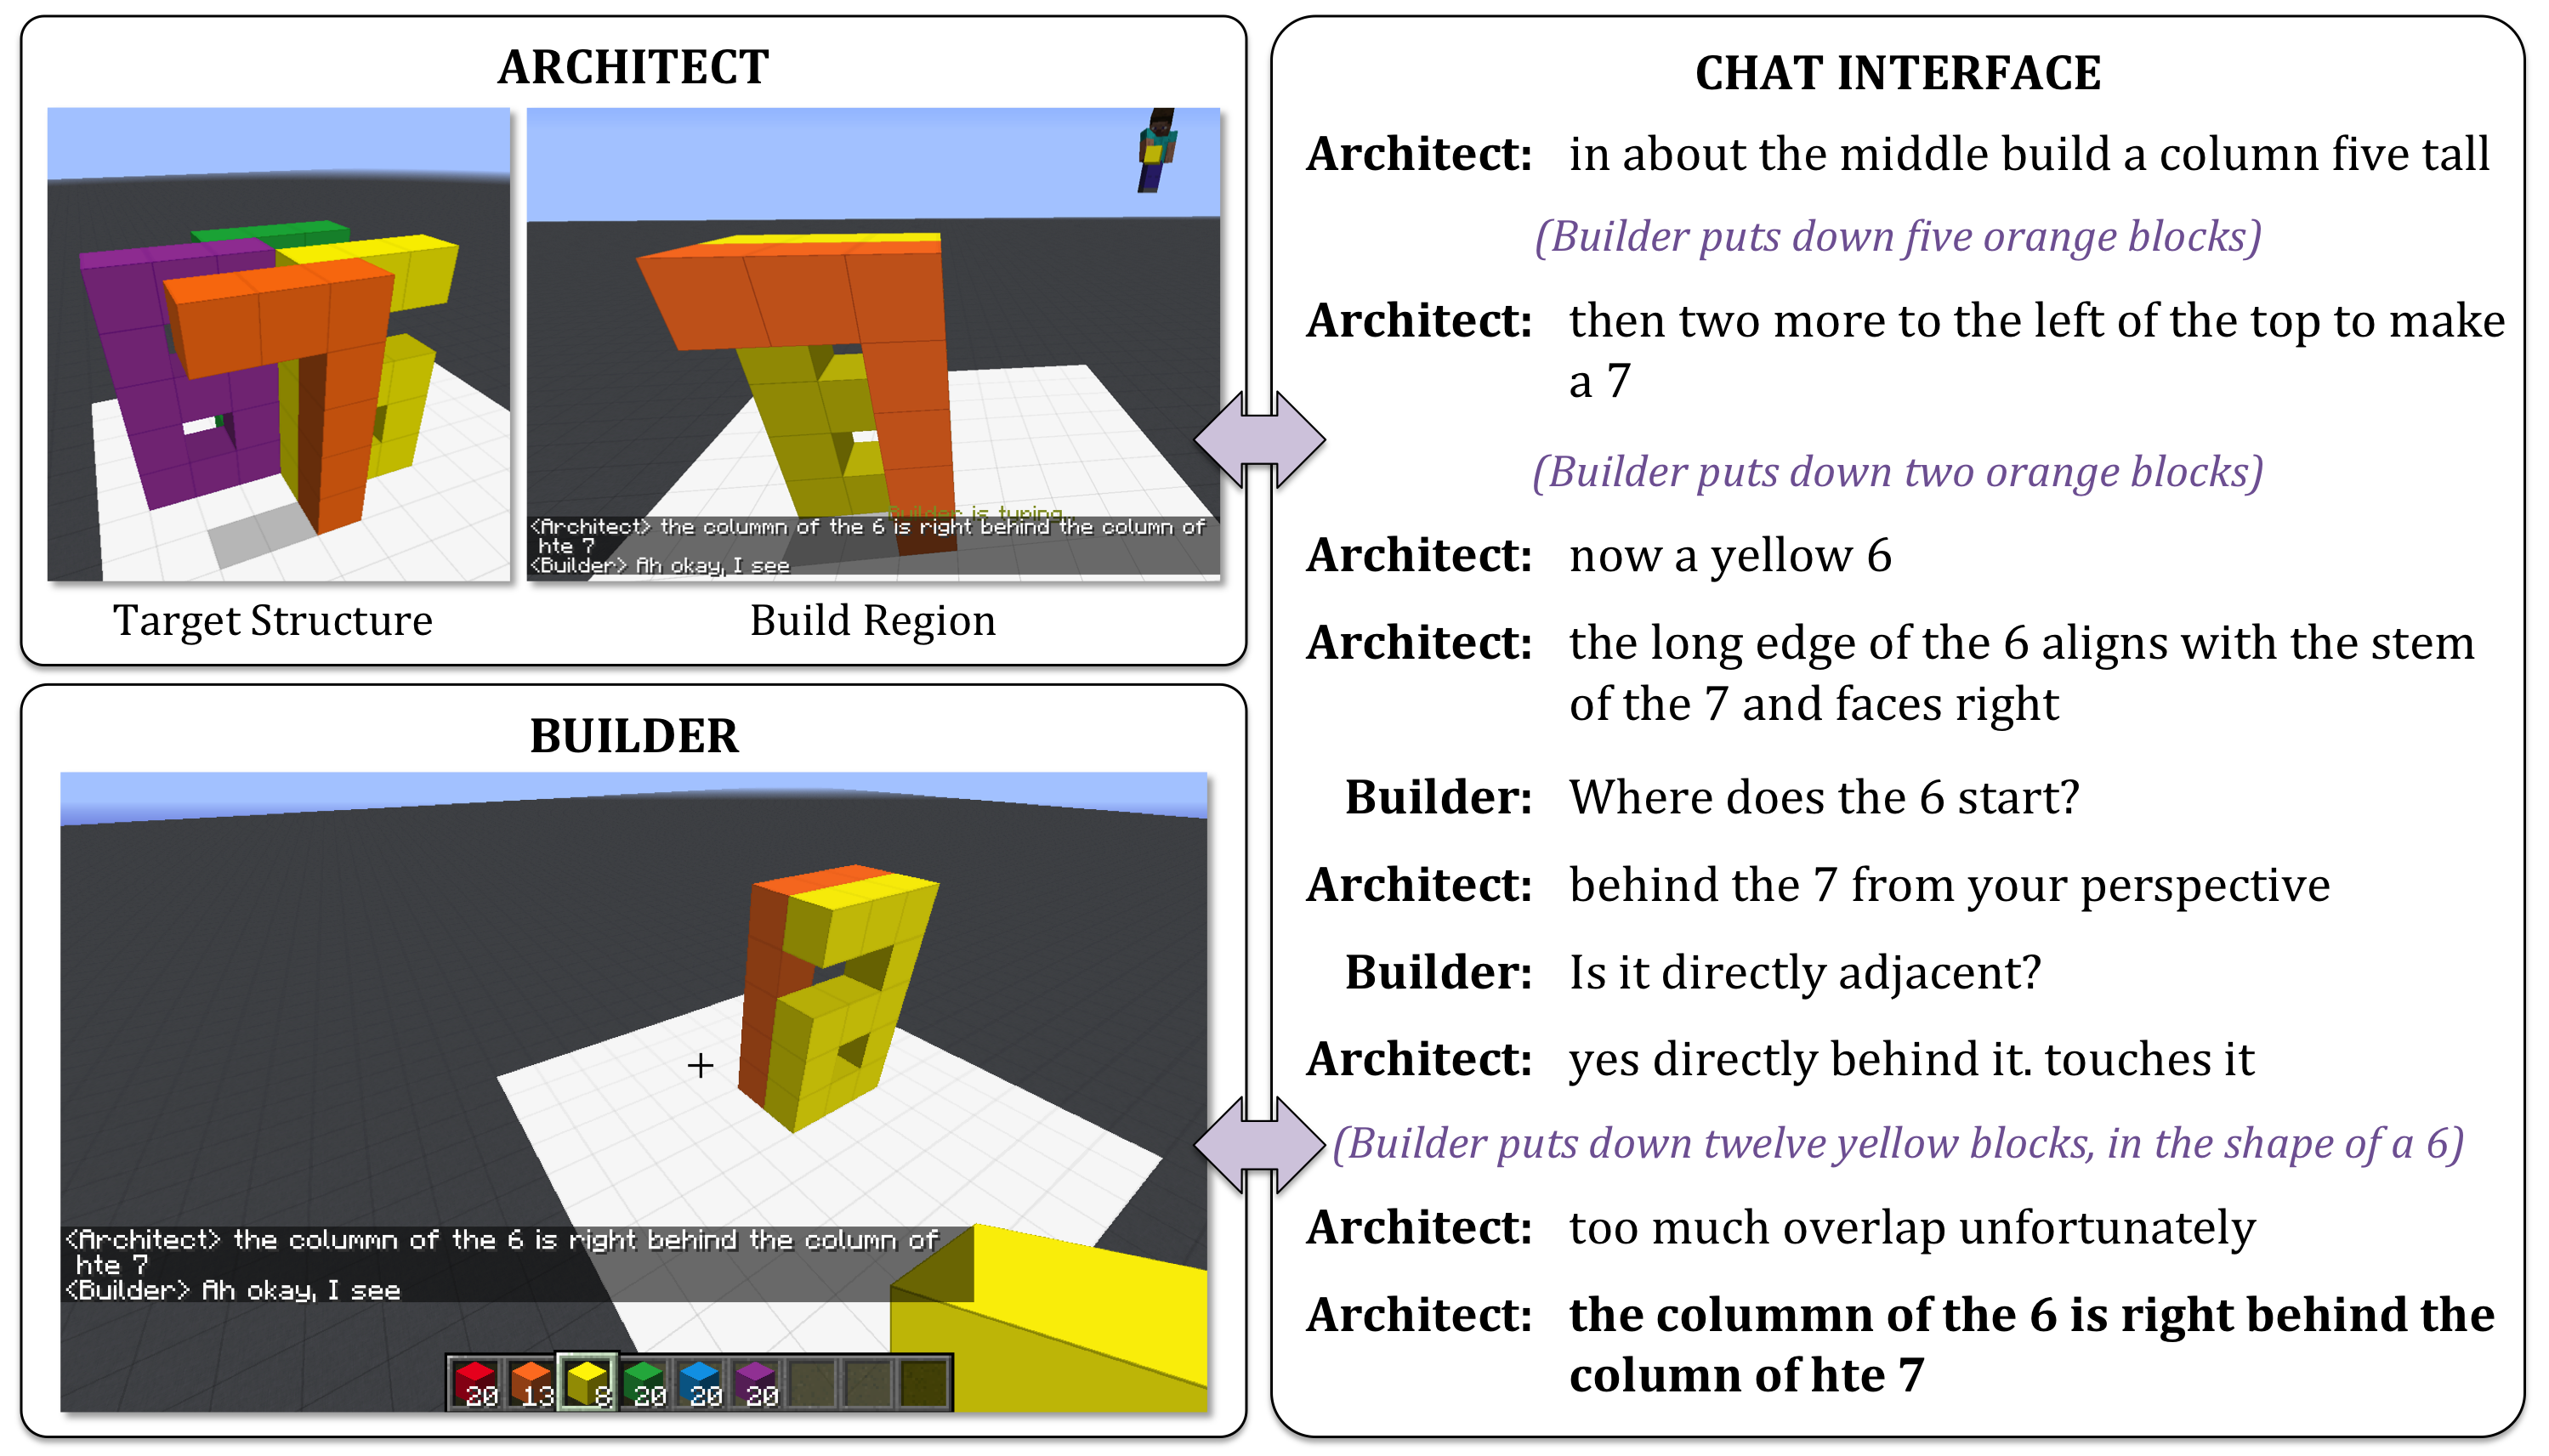 ARCHITECT
<Architect> the colummn of the 6 is right behind the column of
hte 7
<Builder> Ah okay, I see
Builder is typing..
Target Structure
Build Region
BUILDER
<Architect> the colummn of the 6 is right behind the column of
hte 7
<Builder> Ah okay, I see
20 13 8 20 20 20
CHAT INTERFACE
Architect: in about the middle build a column five tall
(Builder puts down five orange blocks)
Architect: then two more to the left of the top to make
a 7
(Builder puts down two orange blocks)
Architect: now a yellow 6
Architect: the long edge of the 6 aligns with the stem
of the 7 and faces right
Builder: Where does the 6 start?
Architect: behind the 7 from your perspective
Builder: Is it directly adjacent?
Architect: yes directly behind it. touches it
(Builder puts down twelve yellow blocks, in the shape of a 6)
Architect: too much overlap unfortunately
Architect: the colummn of the 6 is right behind the
column of hte 7